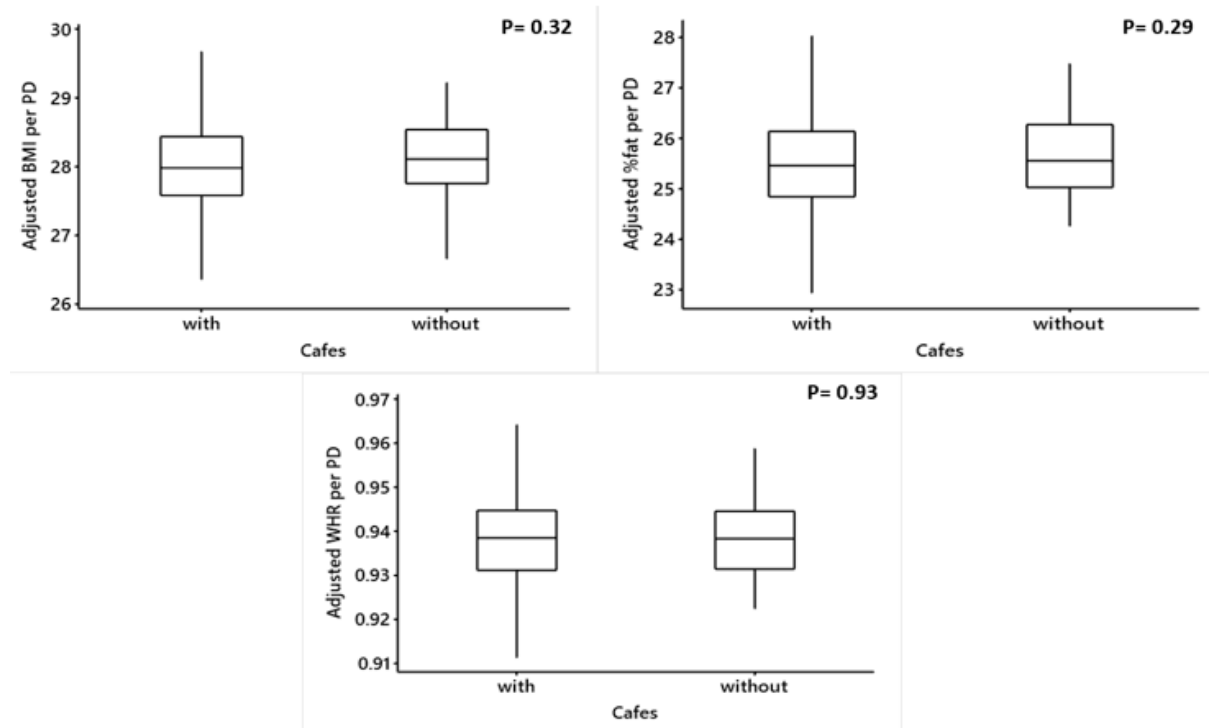 P= 0.32
Adjusted BMI per PD
30
29
28
27
26
with without
Cafes
P= 0.29
Adjusted %fat per PD
28
27
26
25
24
23
with without
Cafes
P= 0.93
Adjusted WHR per PD
0.97
0.96
0.95
0.94
0.93
0.92
0.91
with without
Cafes